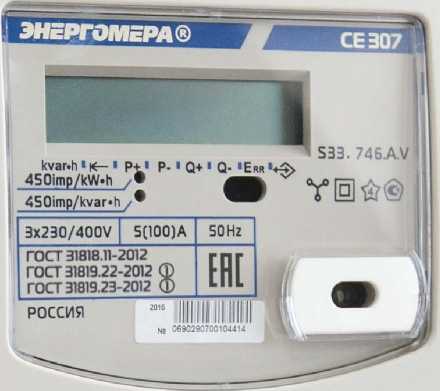 ЭНЕРГОМЕРА®
CE 307
S33.746.A.V
kvar•h P+ P- Q+ Q- ERR
450imp/kW•h
450imp/kvar•h
3x230/400V 5(100)A 50Hz
ГОСТ 31818.11-2012
ГОСТ 31819.22-2012
ГОСТ 31819.23-2012
EAC
РОССИЯ
2016
№ 0690290700104414